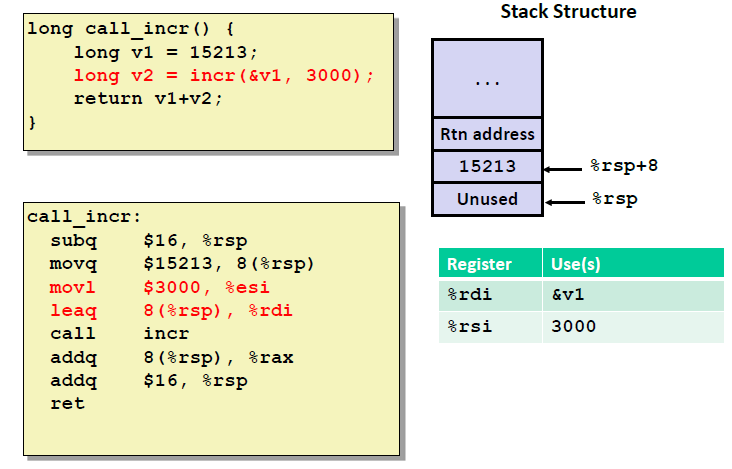 long call_incr() {
long v1 = 15213;
long v2 = incr(&v1, 3000);
return v1+v2;
}
Stack Structure
...
Rtn address
15213
%rsp+8
Unused
%rsp
call_incr:
subq $16, %rsp
movq $15213, 8(%rsp)
movl $3000, %esi
leaq 8(%rsp), %rdi
call incr
addq 8(%rsp), %rax
addq $16, %rsp
ret
Register Use(s)
%rdi &v1
%rsi 3000